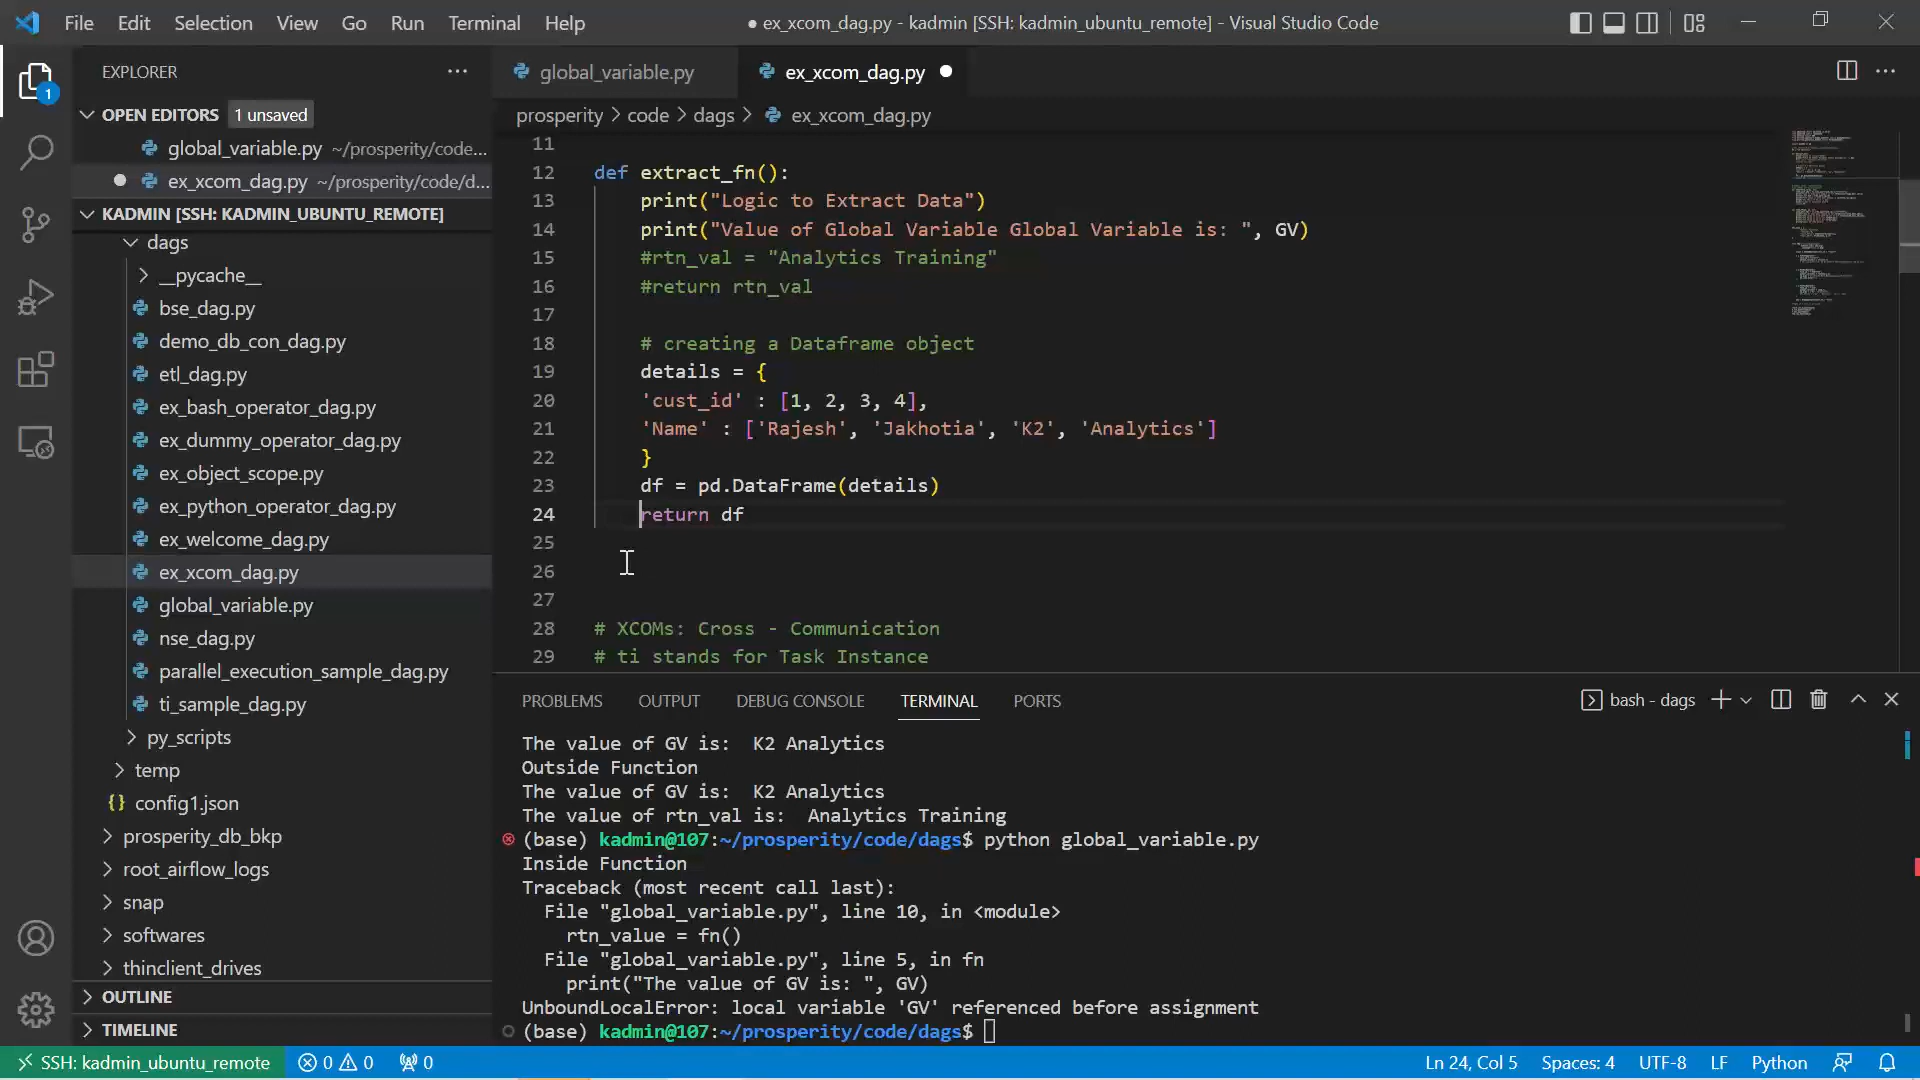 File Edit Selection View Go Run Terminal Help
● ex_xcom_dag.py - kadmin [SSH: kadmin_ubuntu_remote] - Visual Studio Code
1
EXPLORER
OPEN EDITORS 1 unsaved
global_variable.py ~/prosperity/code...
ex_xcom_dag.py ~/prosperity/code/d...
KADMIN [SSH: KADMIN_UBUNTU_REMOTE]
dags
__pycache__
bse_dag.py
demo_db_con_dag.py
etl_dag.py
ex_bash_operator_dag.py
ex_dummy_operator_dag.py
ex_object_scope.py
ex_python_operator_dag.py
ex_welcome_dag.py
ex_xcom_dag.py
global_variable.py
nse_dag.py
parallel_execution_sample_dag.py
ti_sample_dag.py
py_scripts
temp
{} config1.json
prosperity_db_bkp
root_airflow_logs
snap
softwares
thinclient_drives
OUTLINE
TIMELINE
global_variable.py
ex_xcom_dag.py
prosperity > code > dags > ex_xcom_dag.py
11
12 def extract_fn():
13 print("Logic to Extract Data")
14 print("Value of Global Variable Global Variable is: ", GV)
15 #rtn_val = "Analytics Training"
16 #return rtn_val
17
18 # creating a Dataframe object
19 details = {
20 'cust_id' : [1, 2, 3, 4],
21 'Name' : ['Rajesh', 'Jakhotia', 'K2', 'Analytics']
22 }
23 df = pd.DataFrame(details)
24 return df
25
26
27
28 # XCOMs: Cross - Communication
29 # ti stands for Task Instance
PROBLEMS OUTPUT DEBUG CONSOLE TERMINAL PORTS
bash - dags
The value of GV is:  K2 Analytics
Outside Function
The value of GV is:  K2 Analytics
The value of rtn_val is:  Analytics Training
(base) kadmin@107:~/prosperity/code/dags$ python global_variable.py
Inside Function
Traceback (most recent call last):
File "global_variable.py", line 10, in <module>
rtn_value = fn()
File "global_variable.py", line 5, in fn
print("The value of GV is: ", GV)
UnboundLocalError: local variable 'GV' referenced before assignment
(base) kadmin@107:~/prosperity/code/dags$
SSH: kadmin_ubuntu_remote 0 0 0
Ln 24, Col 5 Spaces: 4 UTF-8 LF Python